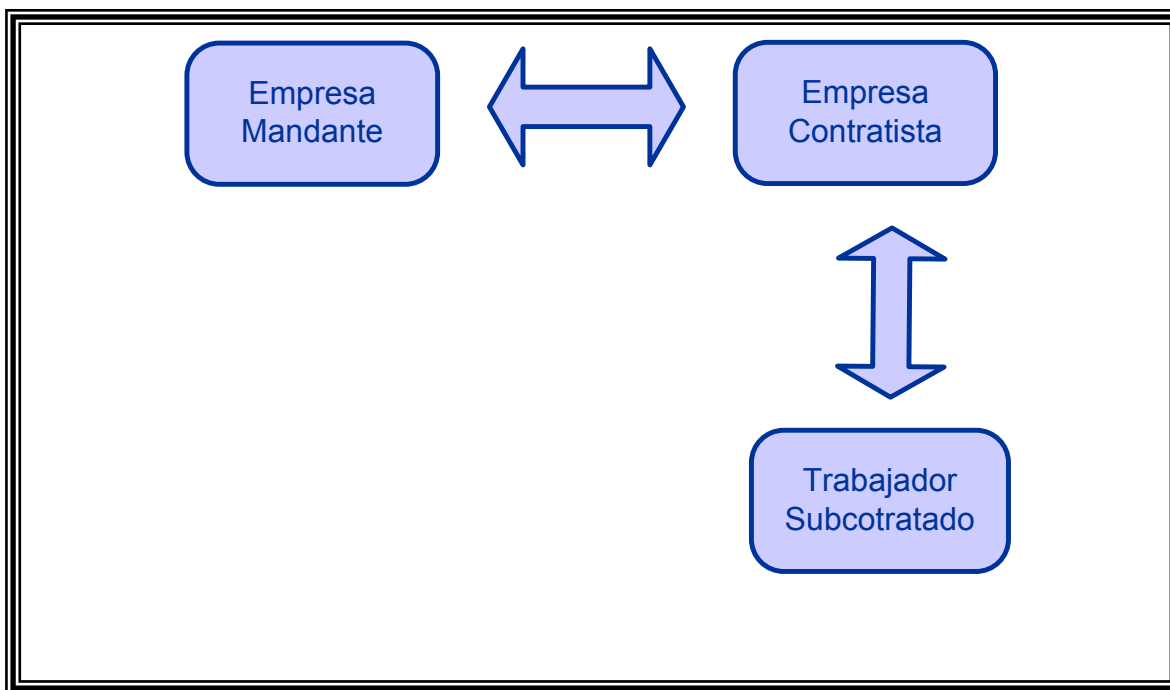 Empresa
Mandante
Empresa
Contratista
Trabajador
Subcotratado